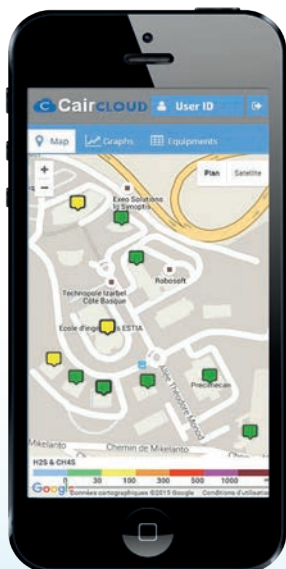 C CairCLOUD User ID
Map Graphs Equipments
+
−
Plan Satellite
Exeo Solutions
Ig Synoptis
Robosoft
Technopole Izarbel
Côte Basque
Ecole d'ingénieurs ESTIA
Allée Théodore Monod
Precimecan
Mikelanto
Chemin de Mikelanto
H2S & CH4S
0 30 100 300 500 1000
Google Données cartographiques ©2015 Google Conditions d'utilisation